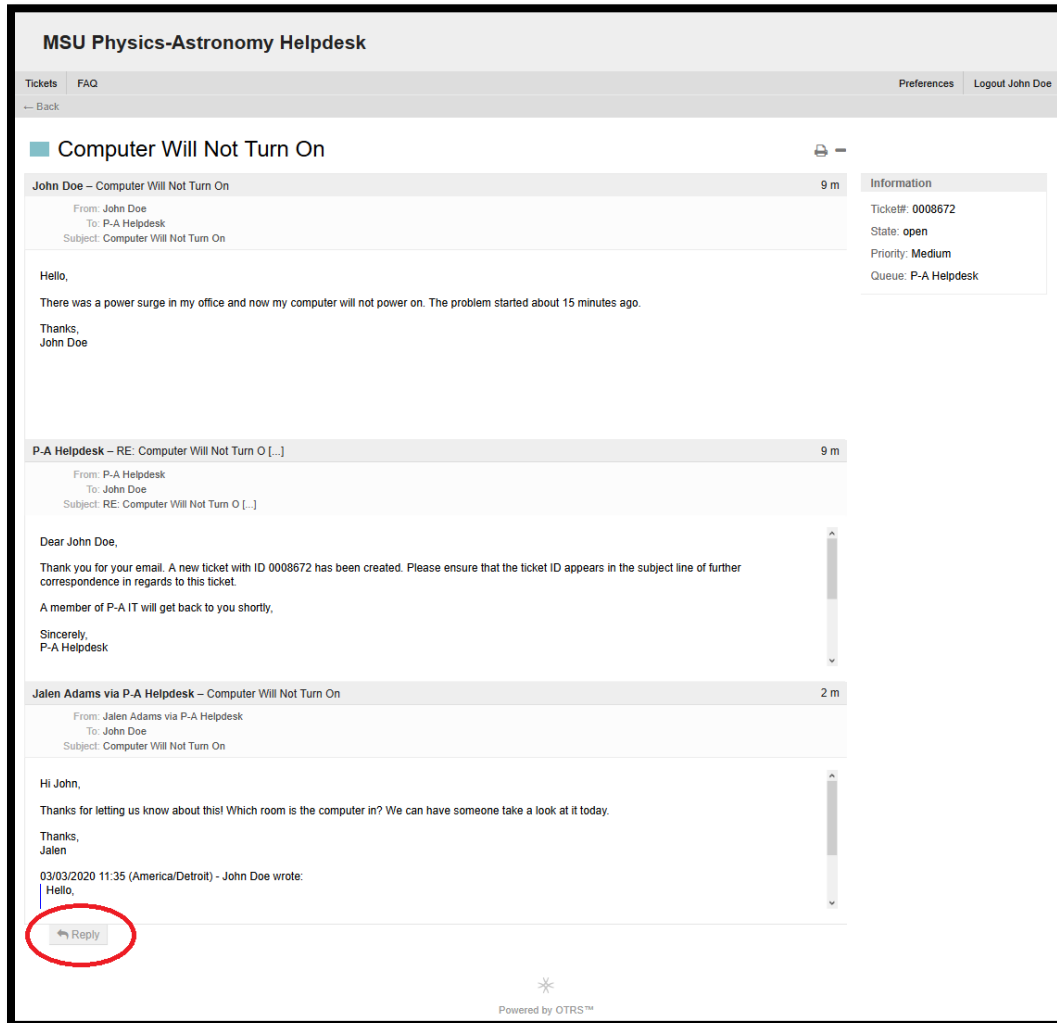 MSU Physics-Astronomy Helpdesk
Tickets FAQ Preferences Logout John Doe
← Back
Computer Will Not Turn On
John Doe – Computer Will Not Turn On 9 m
From: John Doe
To: P-A Helpdesk
Subject: Computer Will Not Turn On
Information
Ticket#: 0008672
State: open
Priority: Medium
Queue: P-A Helpdesk
Hello,
There was a power surge in my office and now my computer will not power on. The problem started about 15 minutes ago.
Thanks,
John Doe
P-A Helpdesk – RE: Computer Will Not Turn O [...] 9 m
From: P-A Helpdesk
To: John Doe
Subject: RE: Computer Will Not Turn O [...]
Dear John Doe,
Thank you for your email. A new ticket with ID 0008672 has been created. Please ensure that the ticket ID appears in the subject line of further
correspondence in regards to this ticket.
A member of P-A IT will get back to you shortly,
Sincerely,
P-A Helpdesk
Jalen Adams via P-A Helpdesk – Computer Will Not Turn On 2 m
From: Jalen Adams via P-A Helpdesk
To: John Doe
Subject: Computer Will Not Turn On
Hi John,
Thanks for letting us know about this! Which room is the computer in? We can have someone take a look at it today.
Thanks,
Jalen
03/03/2020 11:35 (America/Detroit) - John Doe wrote:
Hello,
Reply
Powered by OTRS™